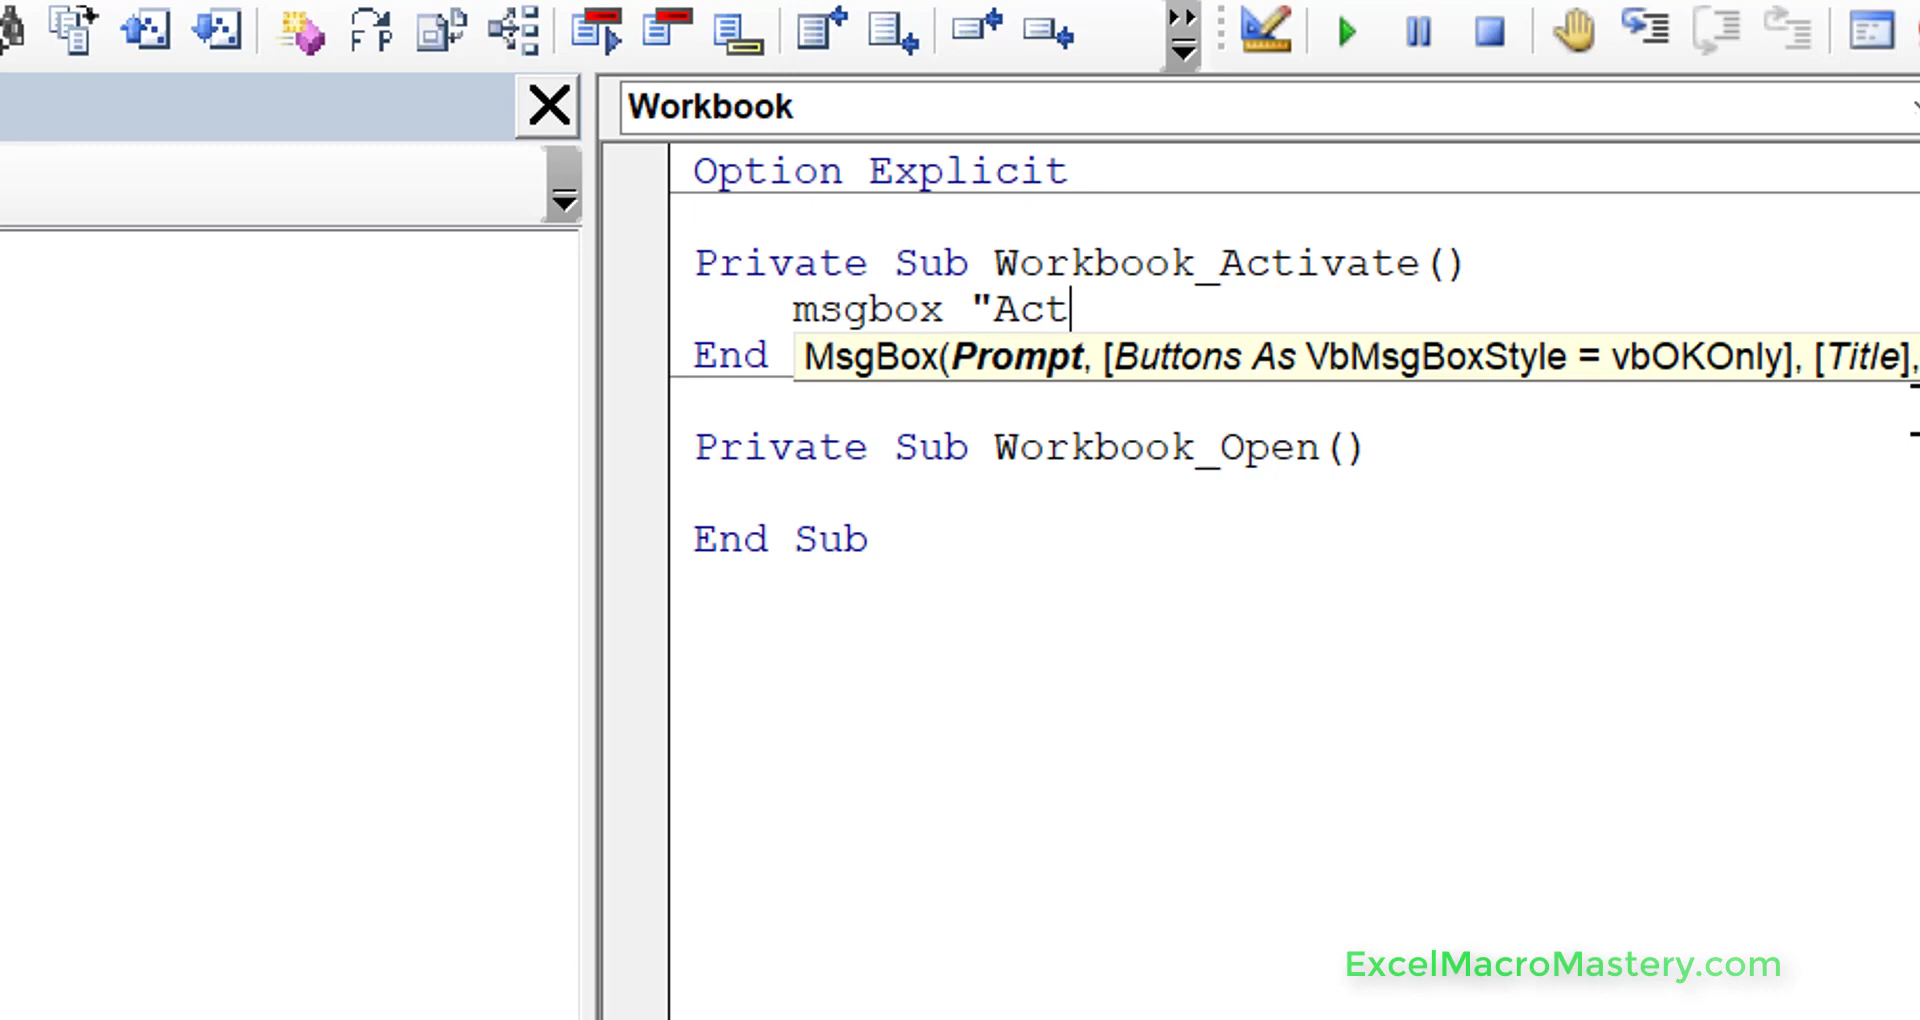 FP
Workbook
Option Explicit
Private Sub Workbook_Activate()
msgbox "Act
End MsgBox(Prompt, [Buttons As VbMsgBoxStyle = vbOKOnly], [Title],
Private Sub Workbook_Open()
End Sub
ExcelMacroMastery.com